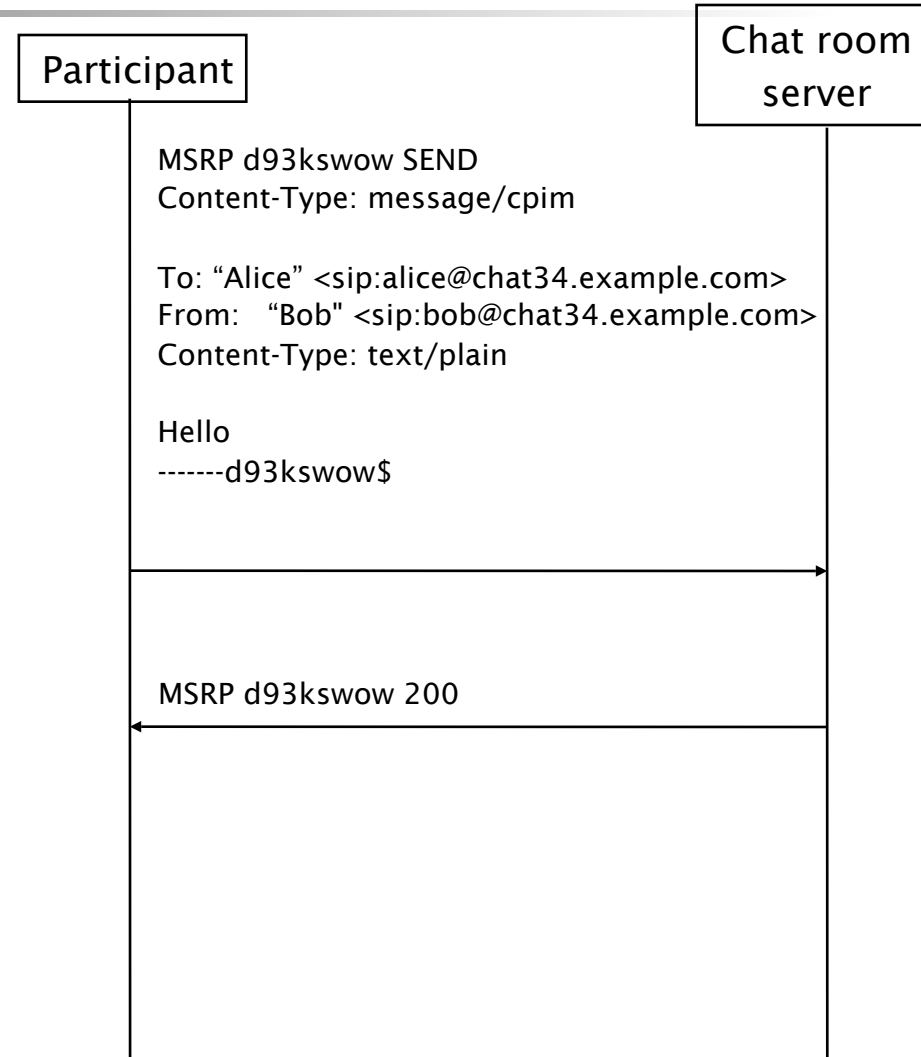 Participant
Chat room
server
MSRP d93kswow SEND
Content-Type: message/cpim
To: “Alice” <sip:alice@chat34.example.com>
From: “Bob" <sip:bob@chat34.example.com>
Content-Type: text/plain
Hello
-------d93kswow$
MSRP d93kswow 200